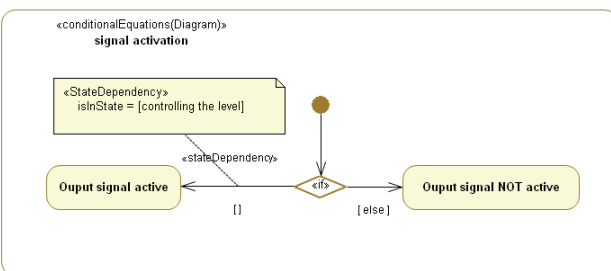 «conditionalEquations(Diagram)»
signal activation
«StateDependency»
isInState = [controlling the level]
«stateDependency»
Ouput signal active
«if»
Ouput signal NOT active
[]
[ else ]